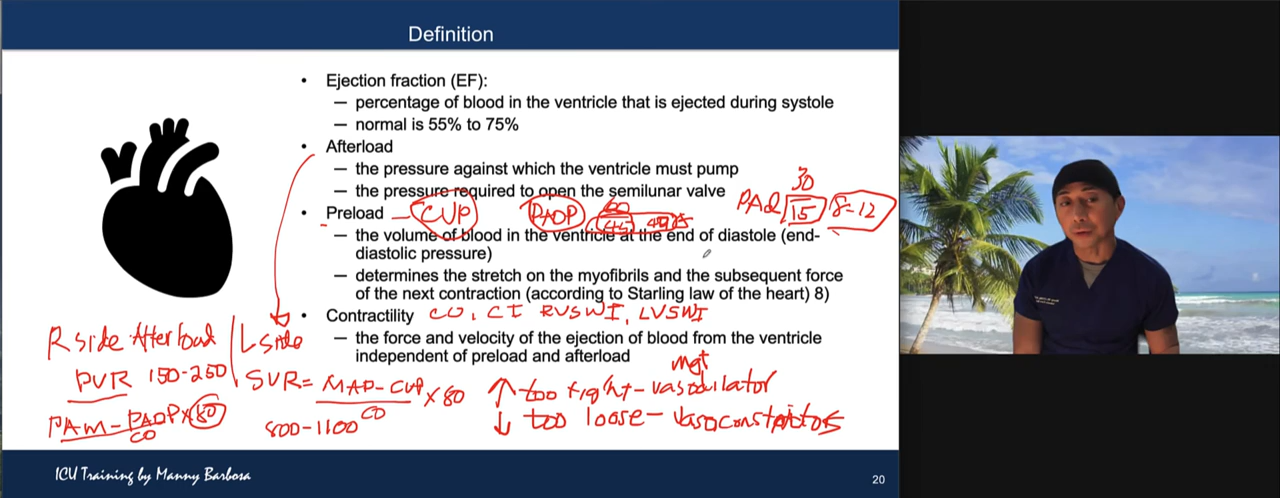 Definition
• Ejection fraction (EF):
– percentage of blood in the ventricle that is ejected during systole
– normal is 55% to 75%
• Afterload
– the pressure against which the ventricle must pump
– the pressure required to open the semilunar valve
30
PAd 15 8-12
• Preload – CVP PAOP
– the volume of blood in the ventricle at the end of diastole (end-
diastolic pressure)
– determines the stretch on the myofibrils and the subsequent force
of the next contraction (according to Starling law of the heart) 8)
• Contractility CO, CI RVSWI, LVSWI
– the force and velocity of the ejection of blood from the ventricle
independent of preload and afterload
R side Afterload
PVR 150-250
PAM - PAOP x 80
CO
L side
SVR = MAP - CVP x 80
CO
800-1100
mgt
↑ too tight - vasodilator
↓ too loose - vasoconstrictors
ICU Training by Manny Barbosa
20